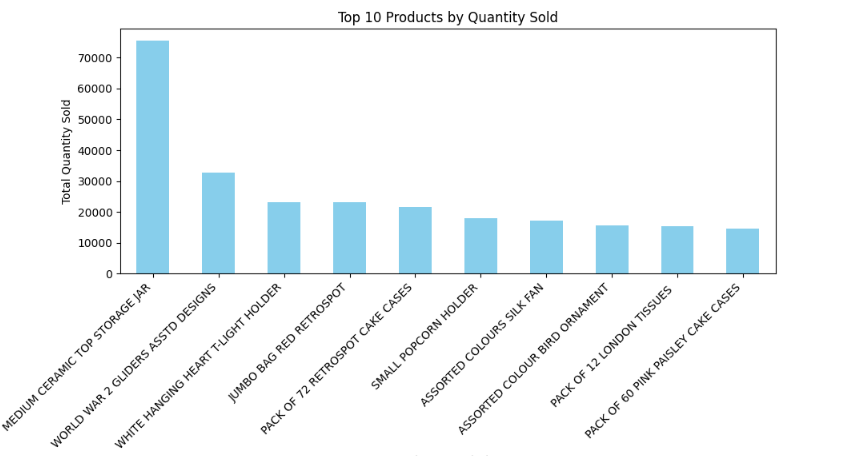 Top 10 Products by Quantity Sold
Total Quantity Sold
70000
60000
50000
40000
30000
20000
10000
0
MEDIUM CERAMIC TOP STORAGE JAR
WORLD WAR 2 GLIDERS ASSTD DESIGNS
WHITE HANGING HEART T-LIGHT HOLDER
JUMBO BAG RED RETROSPOT
PACK OF 72 RETROSPOT CAKE CASES
SMALL POPCORN HOLDER
ASSORTED COLOURS SILK FAN
ASSORTED COLOUR BIRD ORNAMENT
PACK OF 12 LONDON TISSUES
PACK OF 60 PINK PAISLEY CAKE CASES